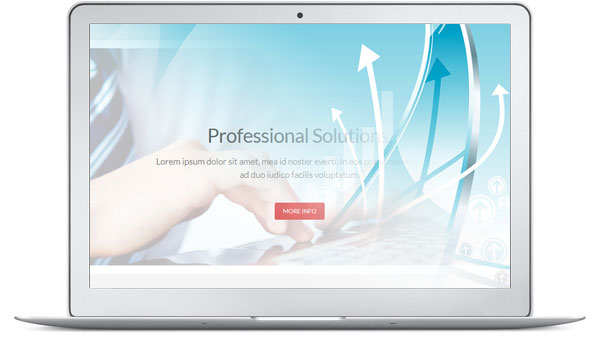 Professional Solutions
Lorem ipsum dolor sit amet, mea id noster everti. In eos
ad duo iudico facilis voluptatum.
MORE INFO